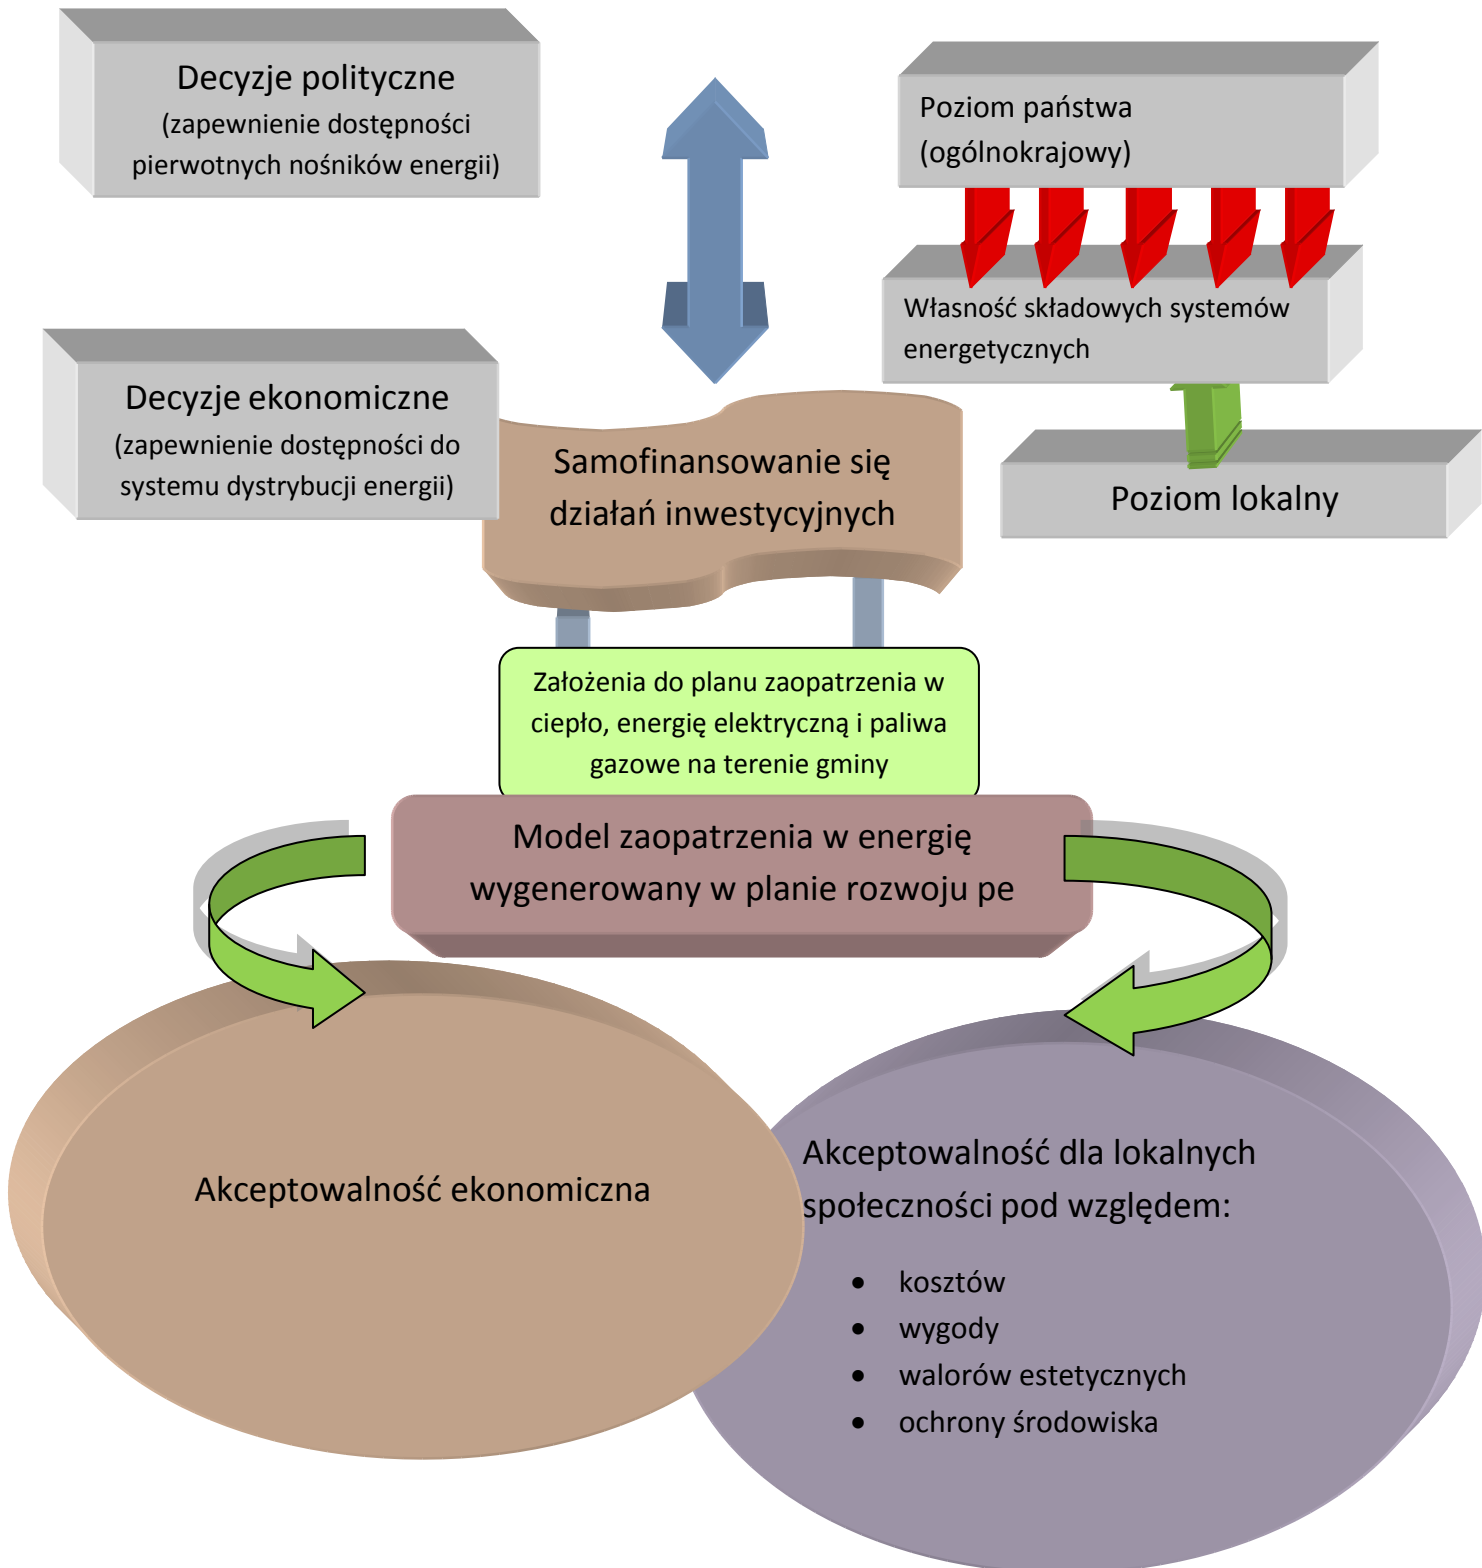 Decyzje polityczne
(zapewnienie dostępności
pierwotnych nośników energii)
Poziom państwa
(ogólnokrajowy)
Własność składowych systemów
energetycznych
Decyzje ekonomiczne
(zapewnienie dostępności do
systemu dystrybucji energii)
Samofinansowanie się
działań inwestycyjnych
Poziom lokalny
Założenia do planu zaopatrzenia w
ciepło, energię elektryczną i paliwa
gazowe na terenie gminy
Model zaopatrzenia w energię
wygenerowany w planie rozwoju pe
Akceptowalność ekonomiczna
Akceptowalność dla lokalnych
społeczności pod względem:
• kosztów
• wygody
• walorów estetycznych
• ochrony środowiska